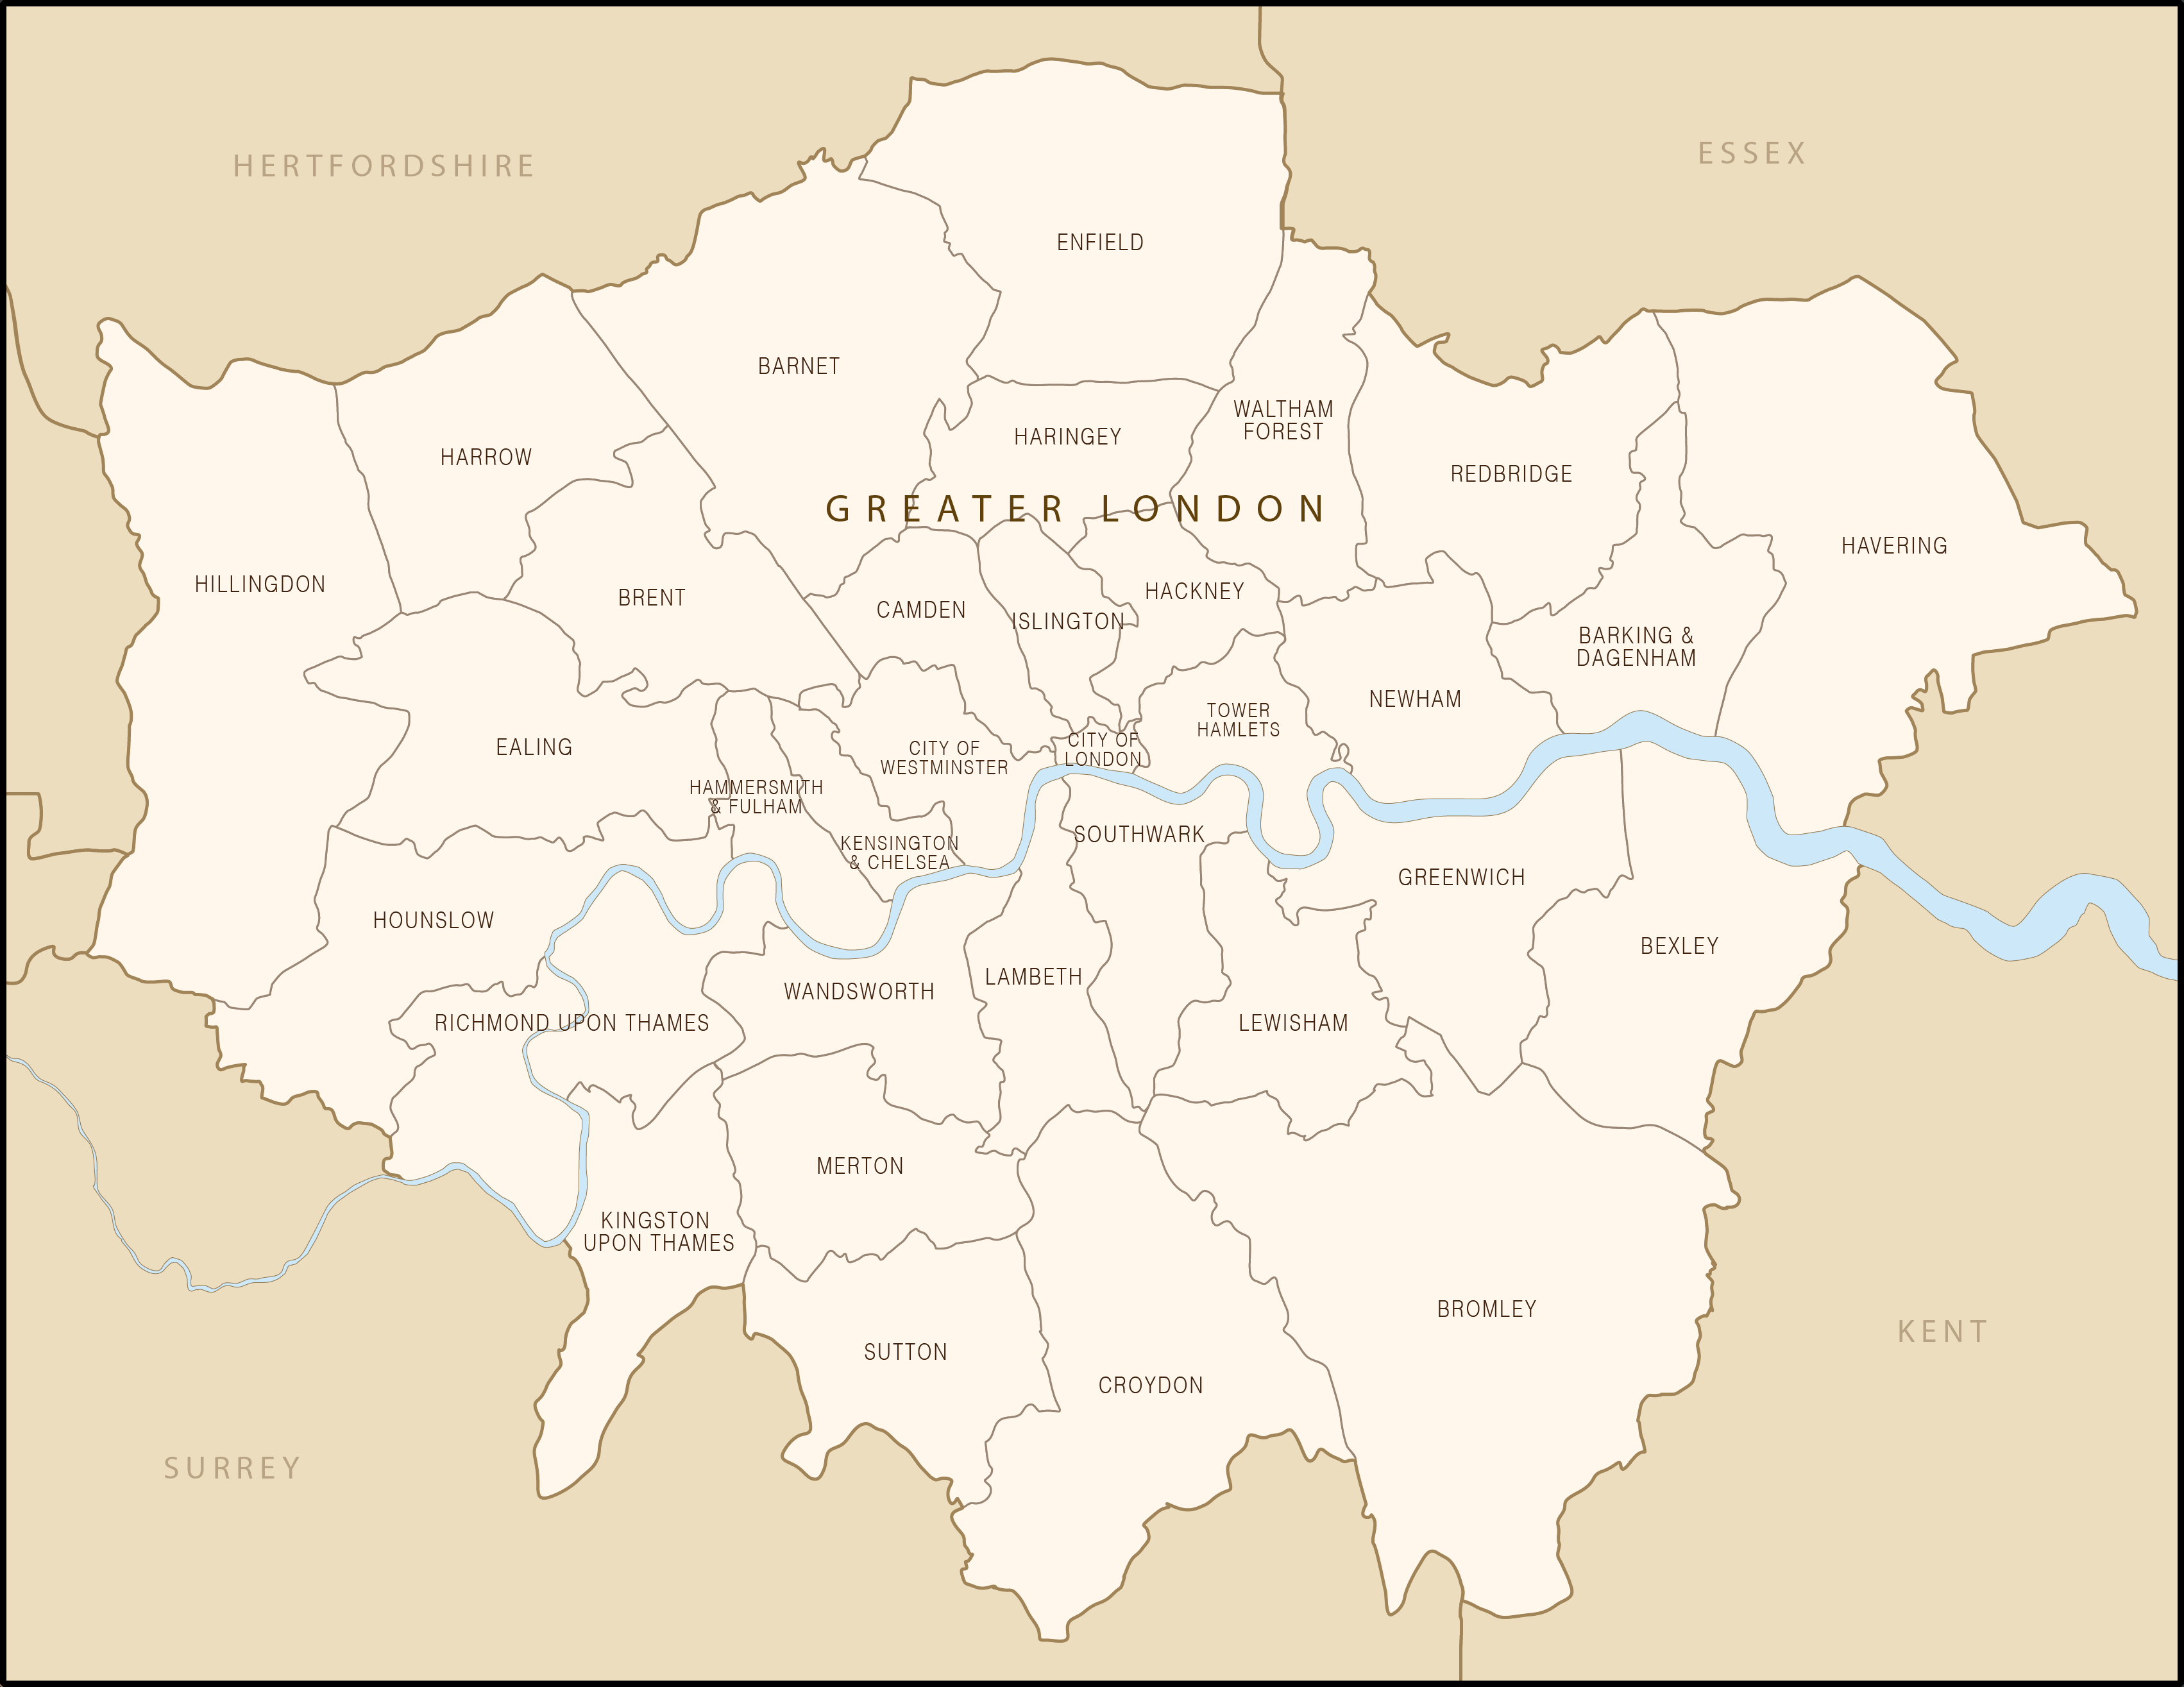 HERTFORDSHIRE
ESSEX
ENFIELD
BARNET
WALTHAM
FOREST
HARINGEY
HARROW
REDBRIDGE
GREATER LONDON
HAVERING
HILLINGDON
BRENT
HACKNEY
CAMDEN
ISLINGTON
BARKING &
DAGENHAM
NEWHAM
TOWER
HAMLETS
EALING
CITY OF
WESTMINSTER
CITY OF
LONDON
HAMMERSMITH
& FULHAM
SOUTHWARK
KENSINGTON
& CHELSEA
GREENWICH
HOUNSLOW
BEXLEY
LAMBETH
WANDSWORTH
RICHMOND UPON THAMES
LEWISHAM
MERTON
KINGSTON
UPON THAMES
BROMLEY
KENT
SUTTON
CROYDON
SURREY